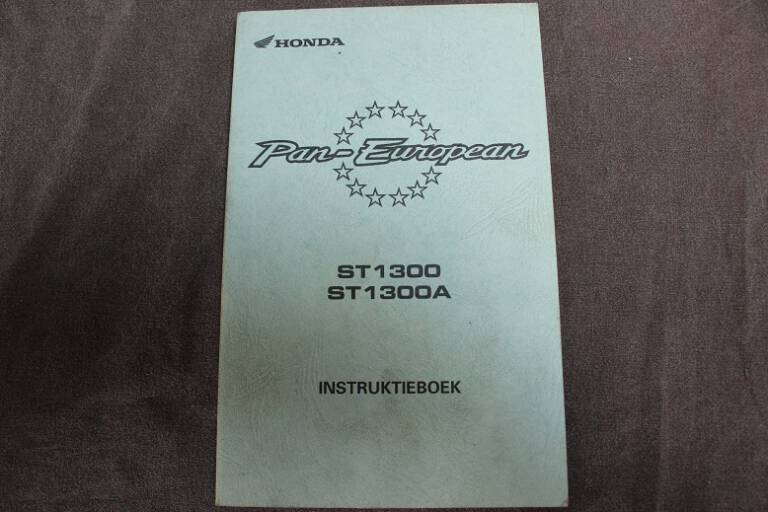 HONDA
Pan-European
ST1300
ST1300A
INSTRUKTIEBOEK